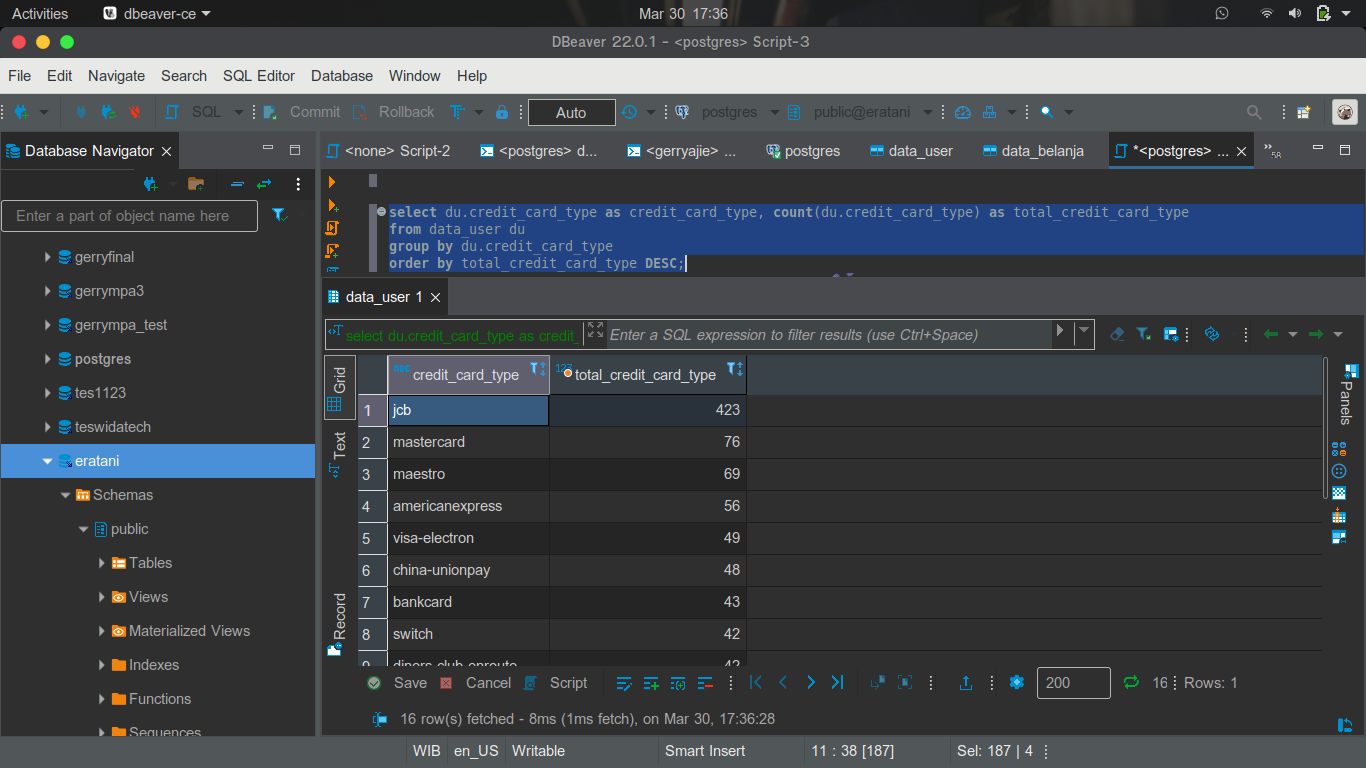 Activities
dbeaver-ce
Mar 30 17:36
DBeaver 22.0.1 - <postgres> Script-3
File Edit Navigate Search SQL Editor Database Window Help
SQL Commit Rollback Auto postgres public@eratani
Database Navigator
<none> Script-2
<postgres> d...
<gerryajie> ...
postgres
data_user
data_belanja
*<postgres> ...
»58
Enter a part of object name here
gerryfinal
gerrympa3
gerrympa_test
postgres
tes1123
teswidatech
eratani
Schemas
public
Tables
Views
Materialized Views
Indexes
Functions
Sequences
select du.credit_card_type as credit_card_type, count(du.credit_card_type) as total_credit_card_type
from data_user du
group by du.credit_card_type
order by total_credit_card_type DESC;
data_user 1
select du.credit_card_type as credit_
Enter a SQL expression to filter results (use Ctrl+Space)
Grid
Text
Record
credit_card_type total_credit_card_type
1 jcb 423
2 mastercard 76
3 maestro 69
4 americanexpress 56
5 visa-electron 49
6 china-unionpay 48
7 bankcard 43
8 switch 42
9 diners-club-enroute 42
Panels
Save Cancel Script 200 16 Rows: 1
16 row(s) fetched - 8ms (1ms fetch), on Mar 30, 17:36:28
WIB en_US Writable Smart Insert 11 : 38 [187] Sel: 187 | 4